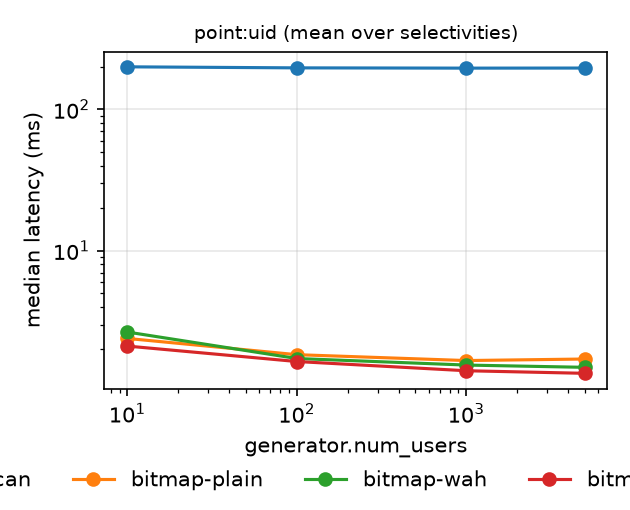 point:uid (mean over selectivities)
median latency (ms)
10²
10¹
10¹ 10² 10³
generator.num_users
can bitmap-plain bitmap-wah bitm